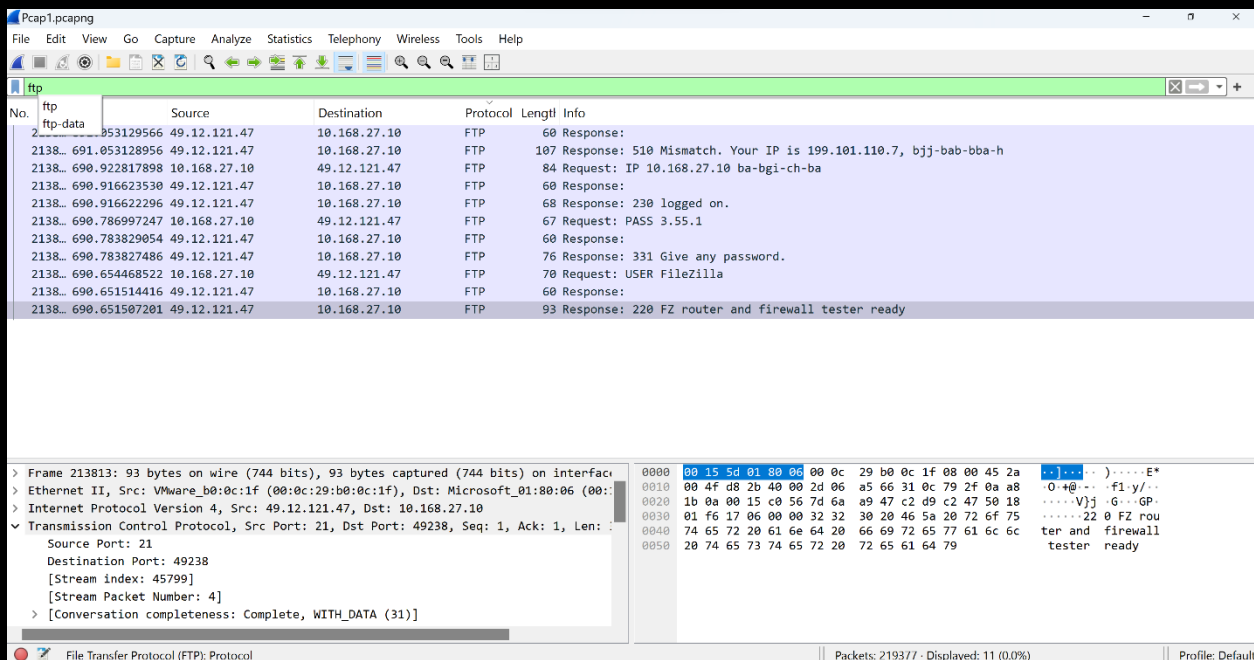 Pcap1.pcapng
File Edit View Go Capture Analyze Statistics Telephony Wireless Tools Help
ftp
ftp
ftp-data
No. Source Destination Protocol Length Info
053129566 49.12.121.47 10.168.27.10 FTP 60 Response:
2138… 691.053128956 49.12.121.47 10.168.27.10 FTP 107 Response: 510 Mismatch. Your IP is 199.101.110.7, bjj-bab-bba-h
2138… 690.922817898 10.168.27.10 49.12.121.47 FTP 84 Request: IP 10.168.27.10 ba-bgi-ch-ba
2138… 690.916623530 49.12.121.47 10.168.27.10 FTP 60 Response:
2138… 690.916622296 49.12.121.47 10.168.27.10 FTP 68 Response: 230 logged on.
2138… 690.786997247 10.168.27.10 49.12.121.47 FTP 67 Request: PASS 3.55.1
2138… 690.783829054 49.12.121.47 10.168.27.10 FTP 60 Response:
2138… 690.783827486 49.12.121.47 10.168.27.10 FTP 76 Response: 331 Give any password.
2138… 690.654468522 10.168.27.10 49.12.121.47 FTP 70 Request: USER FileZilla
2138… 690.651514416 49.12.121.47 10.168.27.10 FTP 60 Response:
2138… 690.651507201 49.12.121.47 10.168.27.10 FTP 93 Response: 220 FZ router and firewall tester ready
> Frame 213813: 93 bytes on wire (744 bits), 93 bytes captured (744 bits) on interface
> Ethernet II, Src: VMware_b0:0c:1f (00:0c:29:b0:0c:1f), Dst: Microsoft_01:80:06 (00:
> Internet Protocol Version 4, Src: 49.12.121.47, Dst: 10.168.27.10
Transmission Control Protocol, Src Port: 21, Dst Port: 49238, Seq: 1, Ack: 1, Len:
Source Port: 21
Destination Port: 49238
[Stream index: 45799]
[Stream Packet Number: 4]
> [Conversation completeness: Complete, WITH_DATA (31)]
0000 00 15 5d 01 80 06 00 0c 29 b0 0c 1f 08 00 45 2a ··]····· )·····E*
0010 00 4f d8 2b 40 00 2d 06 a5 66 31 0c 79 2f 0a a8 ·O·+@·-· ·f1·y/··
0020 1b 0a 00 15 c0 56 7d 6a a9 47 c2 d9 c2 47 50 18 ·····V}j ·G···GP·
0030 01 f6 17 06 00 00 32 32 30 20 46 5a 20 72 6f 75 ······22 0 FZ rou
0040 74 65 72 20 61 6e 64 20 66 69 72 65 77 61 6c 6c ter and firewall
0050 20 74 65 73 74 65 72 20 72 65 61 64 79 tester ready
File Transfer Protocol (FTP): Protocol
Packets: 219377 · Displayed: 11 (0.0%)
Profile: Default